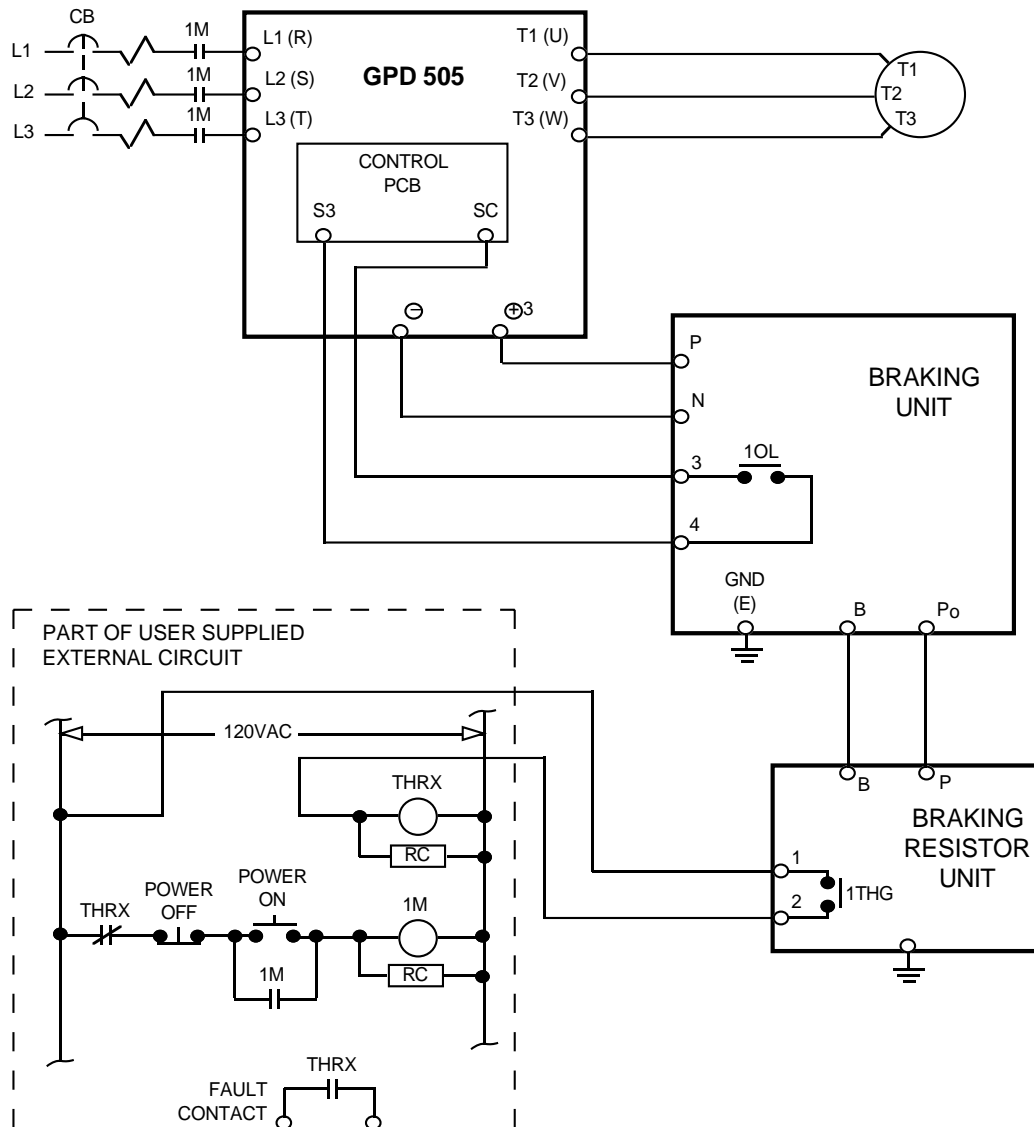 CB
1M
L1
L1 (R)
T1 (U)
GPD 505
T1
1M
L2
L2 (S)
T2 (V)
T2
1M
L3
L3 (T)
T3 (W)
T3
CONTROL
PCB
S3
SC
⊖
⊕3
P
BRAKING
UNIT
N
1OL
3
4
GND
(E)
B
Po
PART OF USER SUPPLIED
EXTERNAL CIRCUIT
120VAC
THRX
RC
B
P
BRAKING
RESISTOR
UNIT
1
1THG
2
THRX
POWER
OFF
POWER
ON
1M
1M
RC
THRX
FAULT
CONTACT